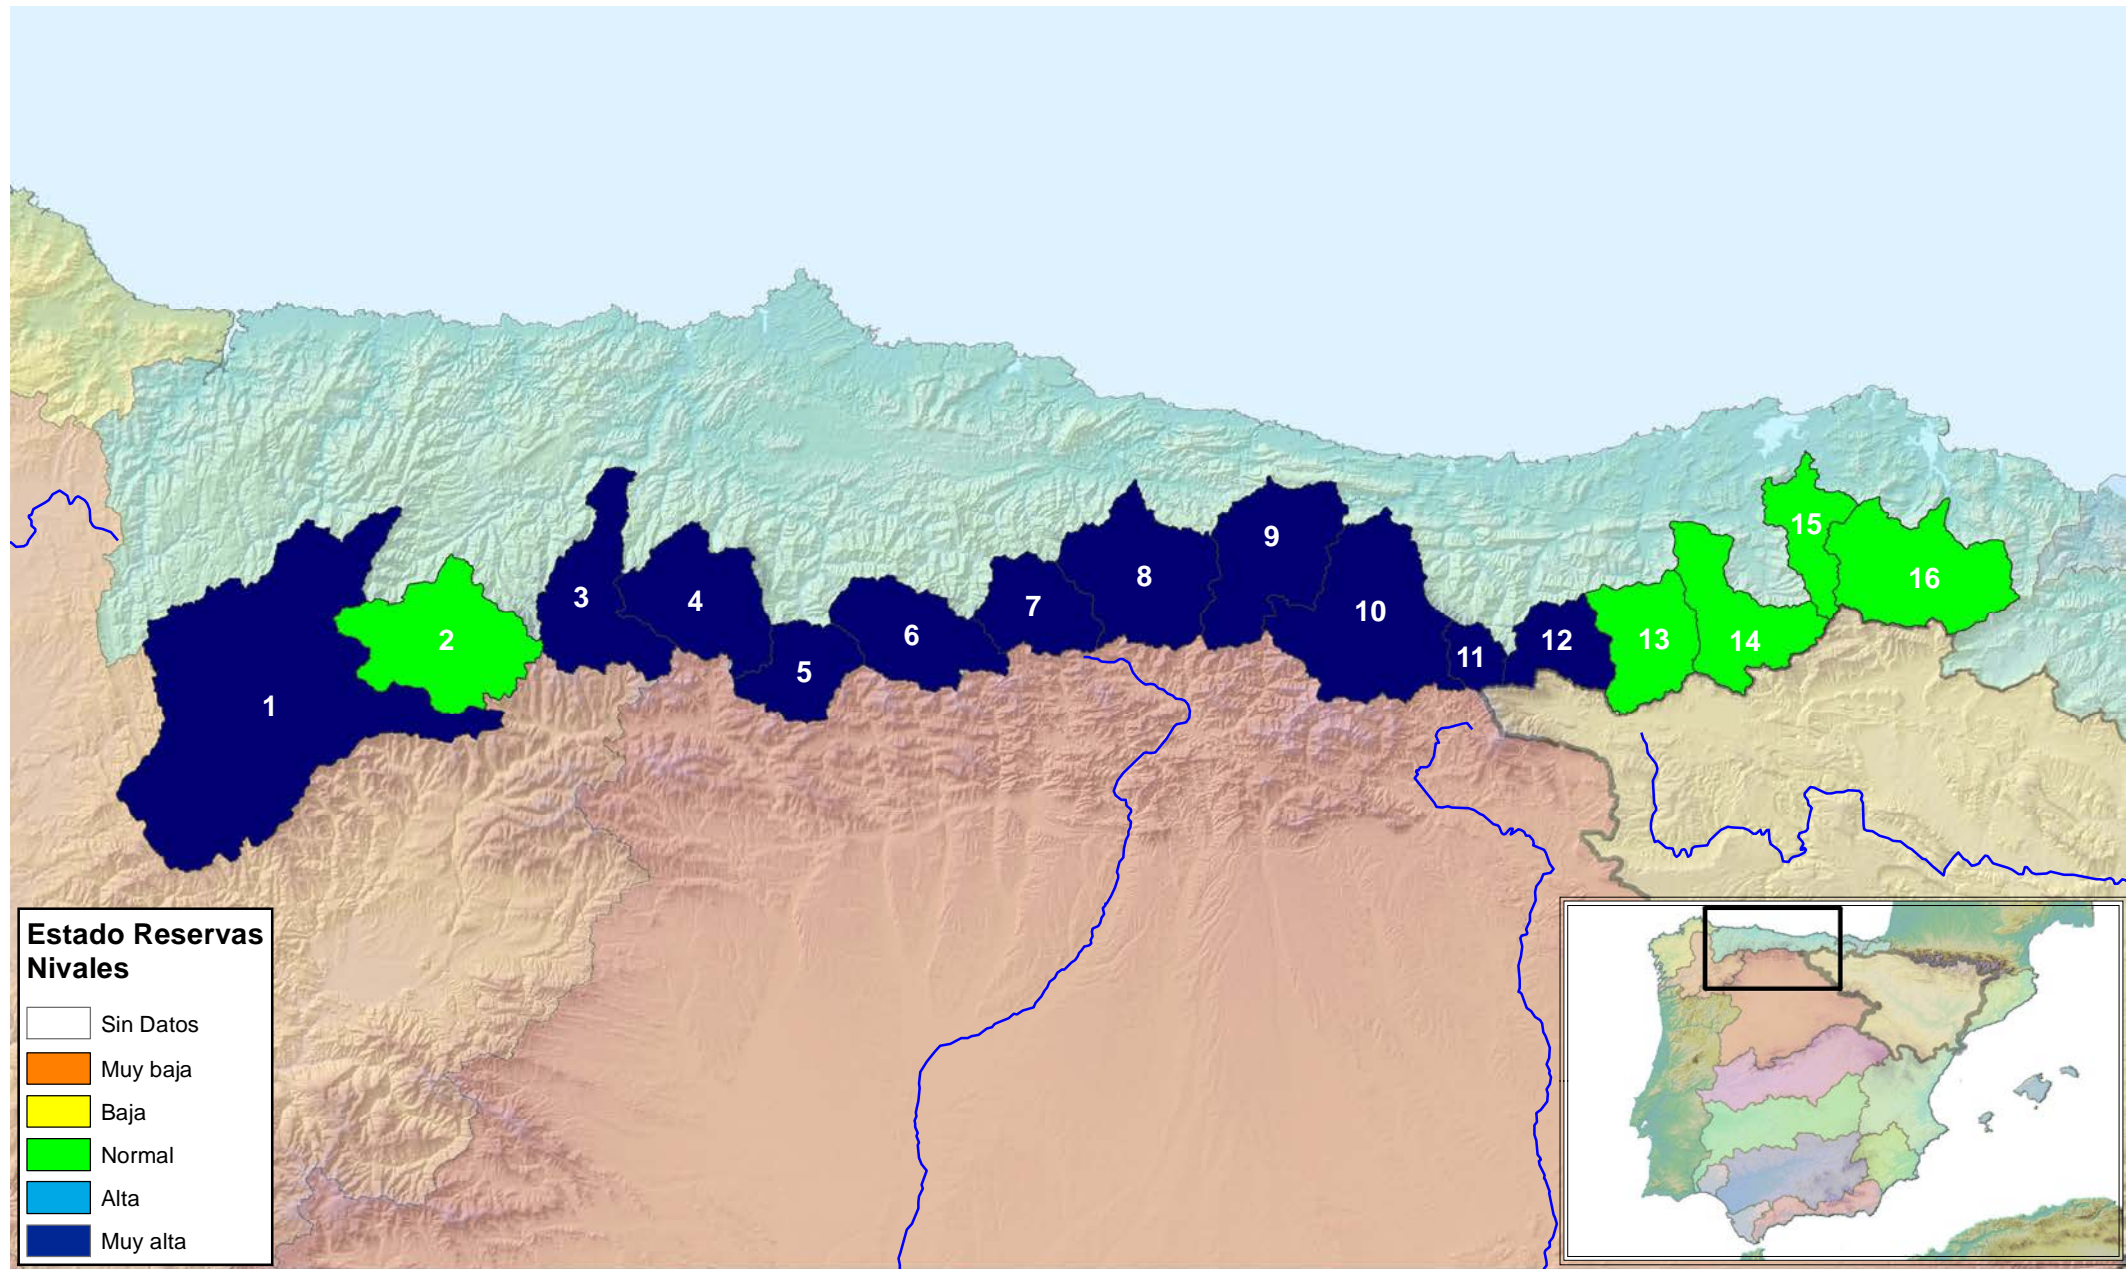 1
2
3
4
5
6
7
8
9
10
11
12
13
14
15
16
Estado Reservas
Nivales
Sin Datos
Muy baja
Baja
Normal
Alta
Muy alta